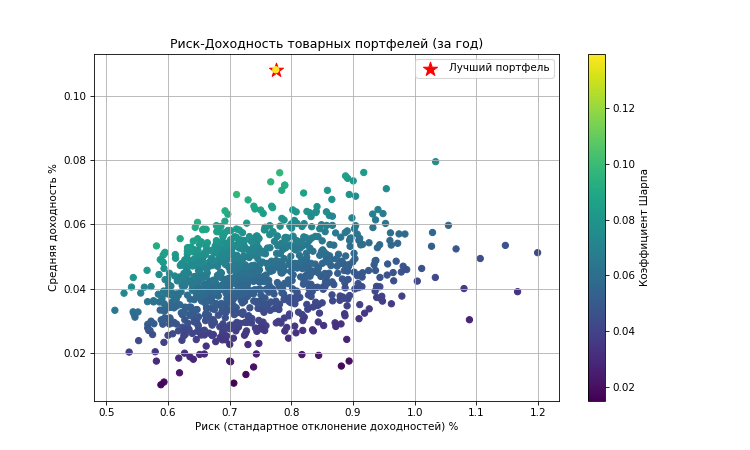 Риск-Доходность товарных портфелей (за год)
Лучший портфель
Средняя доходность %
0.10
0.08
0.06
0.04
0.02
0.5 0.6 0.7 0.8 0.9 1.0 1.1 1.2
Риск (стандартное отклонение доходностей) %
0.12
0.10
0.08
0.06
0.04
0.02
Коэффициент Шарпа